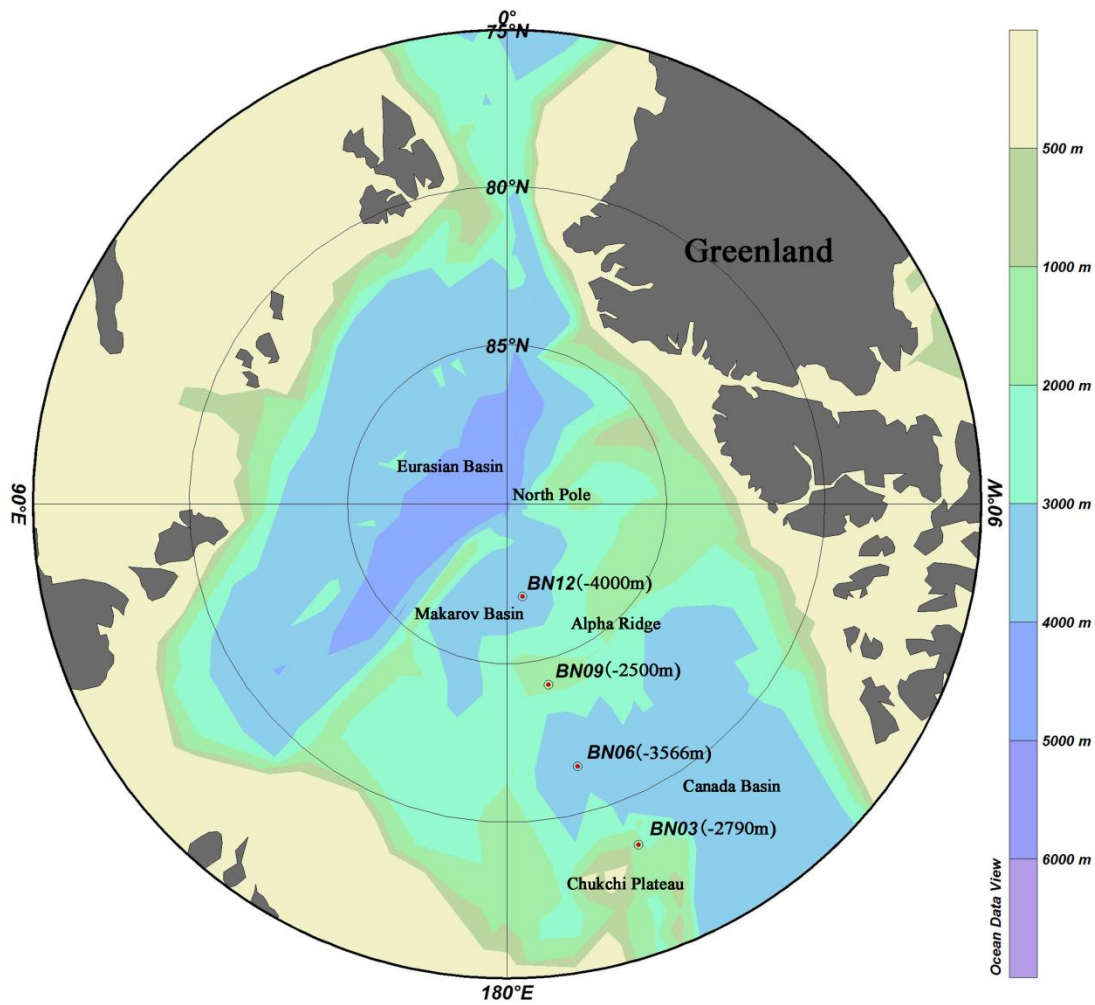 0°
75°N
80°N
Greenland
85°N
Eurasian Basin
North Pole
90°E
90°W
BN12(-4000m)
Makarov Basin
Alpha Ridge
BN09(-2500m)
BN06(-3566m)
Canada Basin
BN03(-2790m)
Chukchi Plateau
180°E
500 m
1000 m
2000 m
3000 m
4000 m
5000 m
6000 m
Ocean Data View